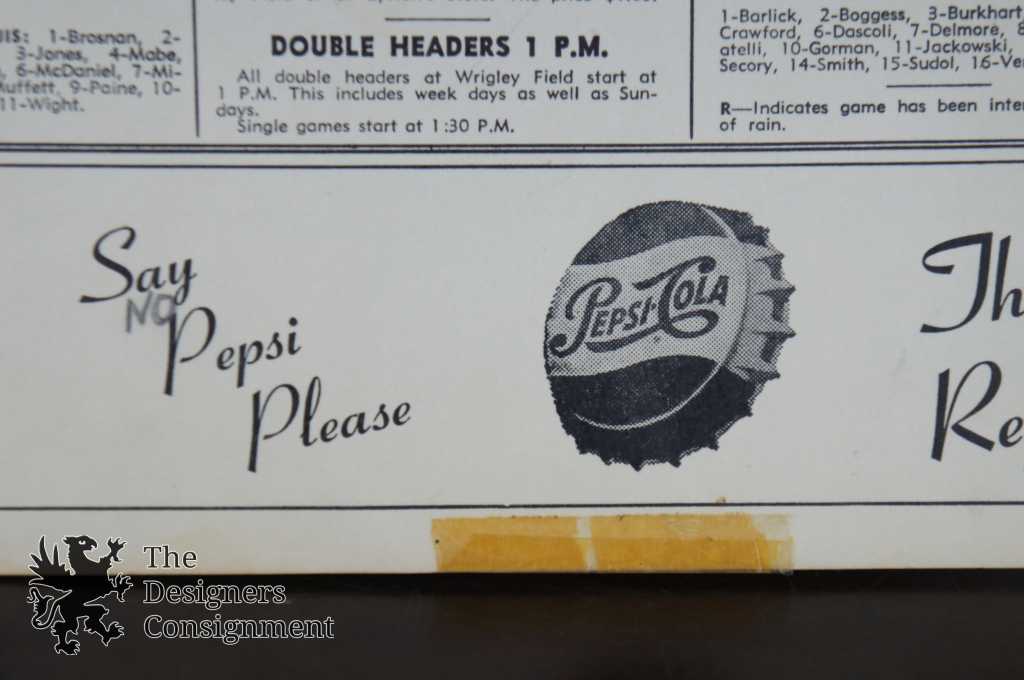 DOUBLE HEADERS 1 P.M.
All double headers at Wrigley Field start at
1 P.M. This includes week days as well as Sun-
days.
Single games start at 1:30 P.M.
1-Brosnan, 2-
3-Jones, 4-Mabe,
6-McDaniel, 7-Mi-
9-Paine, 10-
11-Wight.
1-Barlick, 2-Boggess, 3-Burkhart
Crawford, 6-Dascoli, 7-Delmore, 8
atelli, 10-Gorman, 11-Jackowski,
Secory, 14-Smith, 15-Sudol, 16-Ve
R—Indicates game has been inter
of rain.
Say
NO
Pepsi
Please
PEPSI-COLA
Th
Re
The
Designers
Consignment